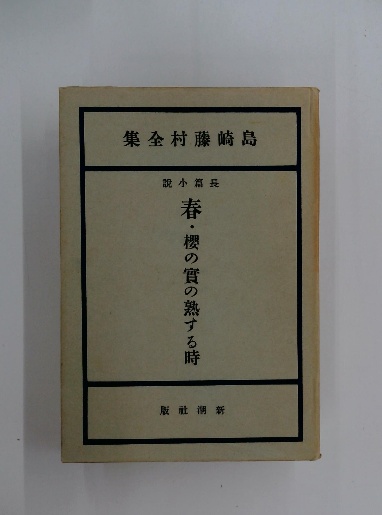 島崎藤村全集
長篇小說
春・櫻の實の熟する時
新潮社版